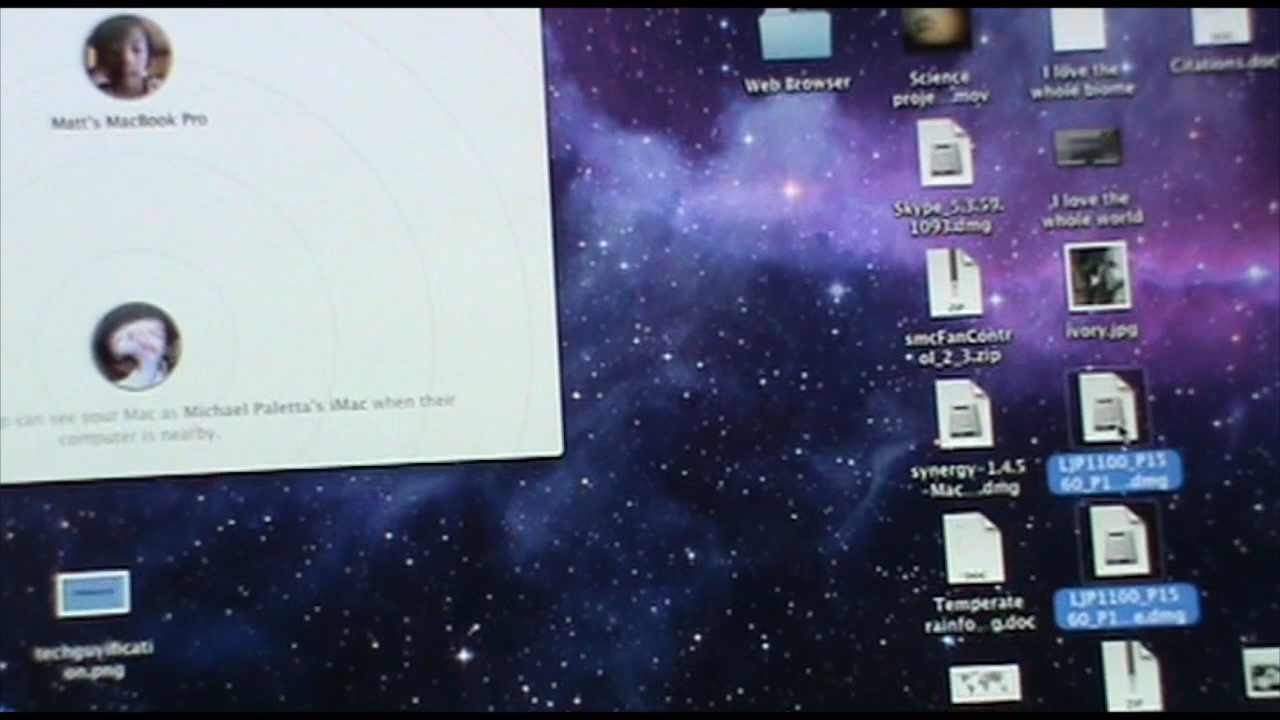 Matt's MacBook Pro
can see your Mac as Michael Paletta's iMac when their
computer is nearby.
techguyificati
on.png
Web Browser
Science
proje ...mov
I love the
whole biome
Citations.doc
Skype_5.3.59.
1093.dmg
I love the
whole world
ZIP
smcFanContr
ol_2_3.zip
ivory.jpg
synergy-1.4.5
-Mac ...dmg
LJP1100_P15
60_P1 ...dmg
DOC
Temperate
rainfo...g.doc
LJP1100_P15
60_P1...e.dmg
ZIP